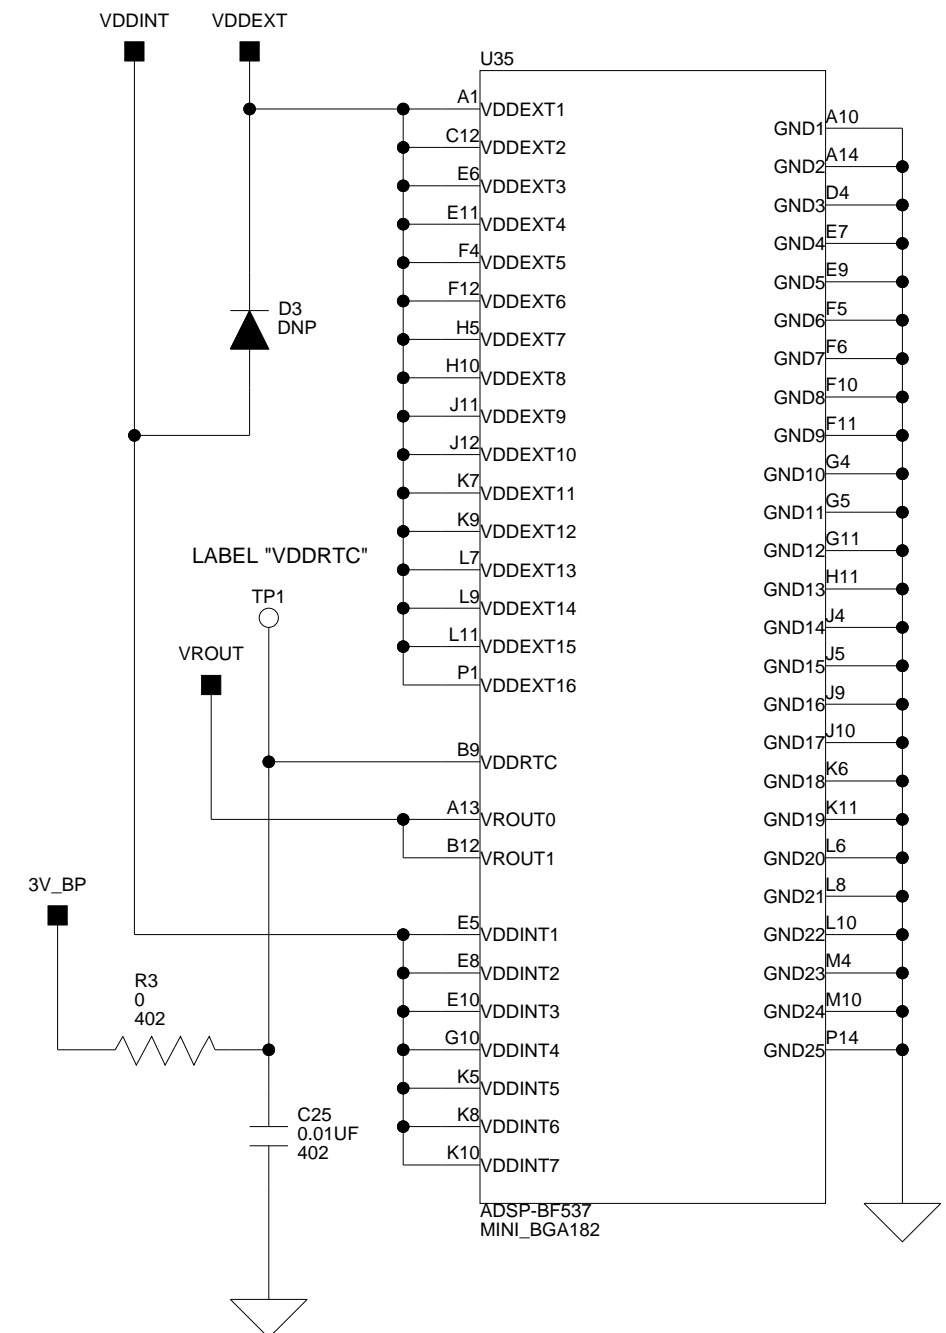 VDDINT VDDEXT
U35
A1 VDDEXT1
C12 VDDEXT2
E6 VDDEXT3
E11 VDDEXT4
F4 VDDEXT5
F12 VDDEXT6
H5 VDDEXT7
H10 VDDEXT8
J11 VDDEXT9
J12 VDDEXT10
K7 VDDEXT11
K9 VDDEXT12
L7 VDDEXT13
L9 VDDEXT14
L11 VDDEXT15
P1 VDDEXT16
B9 VDDRTC
A13 VROUT0
B12 VROUT1
E5 VDDINT1
E8 VDDINT2
E10 VDDINT3
G10 VDDINT4
K5 VDDINT5
K8 VDDINT6
K10 VDDINT7
GND1 A10
GND2 A14
GND3 D4
GND4 E7
GND5 E9
GND6 F5
GND7 F6
GND8 F10
GND9 F11
GND10 G4
GND11 G5
GND12 G11
GND13 H11
GND14 J4
GND15 J5
GND16 J9
GND17 J10
GND18 K6
GND19 K11
GND20 L6
GND21 L8
GND22 L10
GND23 M4
GND24 M10
GND25 P14
D3
DNP
LABEL "VDDRTC"
TP1
VROUT
3V_BP
R3
0
402
C25
0.01UF
402
ADSP-BF537
MINI_BGA182